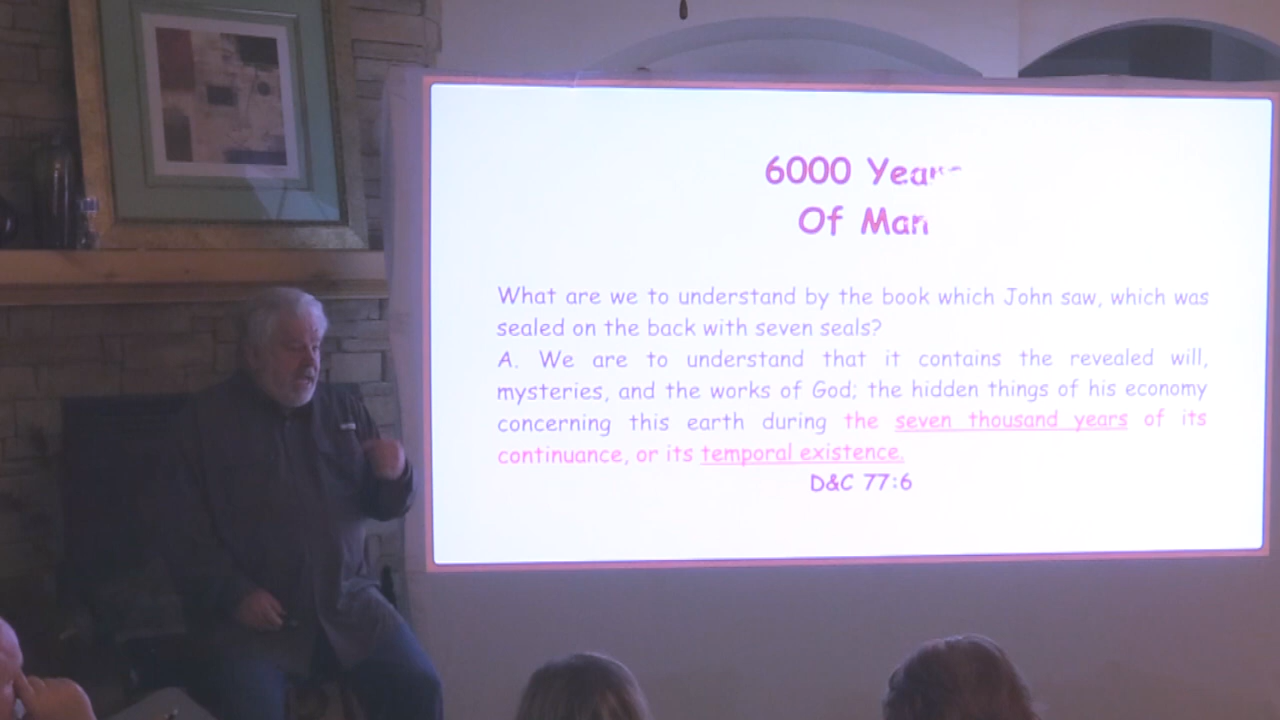 6000 Years
Of Man
What are we to understand by the book which John saw, which was
sealed on the back with seven seals?
A. We are to understand that it contains the revealed will,
mysteries, and the works of God; the hidden things of his economy
concerning this earth during the seven thousand years of its
continuance, or its temporal existence.
D&C 77:6